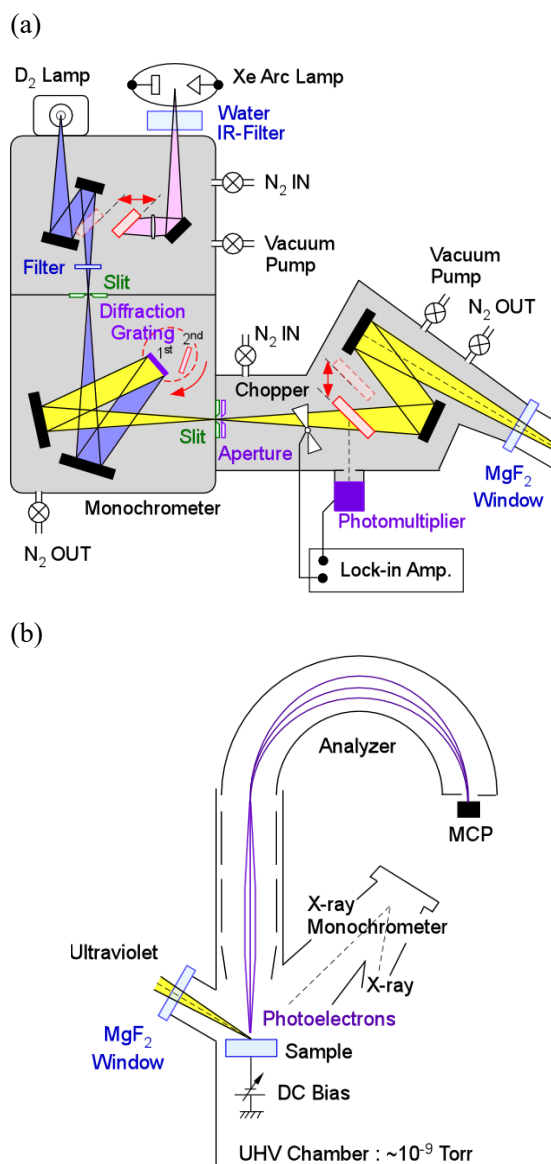 (a)
D2 Lamp
Xe Arc Lamp
Water
IR-Filter
N2 IN
Vacuum
Pump
Filter
Slit
Diffraction
Grating
1st
2nd
N2 IN
Vacuum
Pump
N2 OUT
Chopper
Slit
Aperture
MgF2
Window
Monochrometer
Photomultiplier
N2 OUT
Lock-in Amp.
(b)
Analyzer
MCP
X-ray
Monochrometer
X-ray
Ultraviolet
Photoelectrons
MgF2
Window
Sample
DC Bias
UHV Chamber : ~10-9 Torr